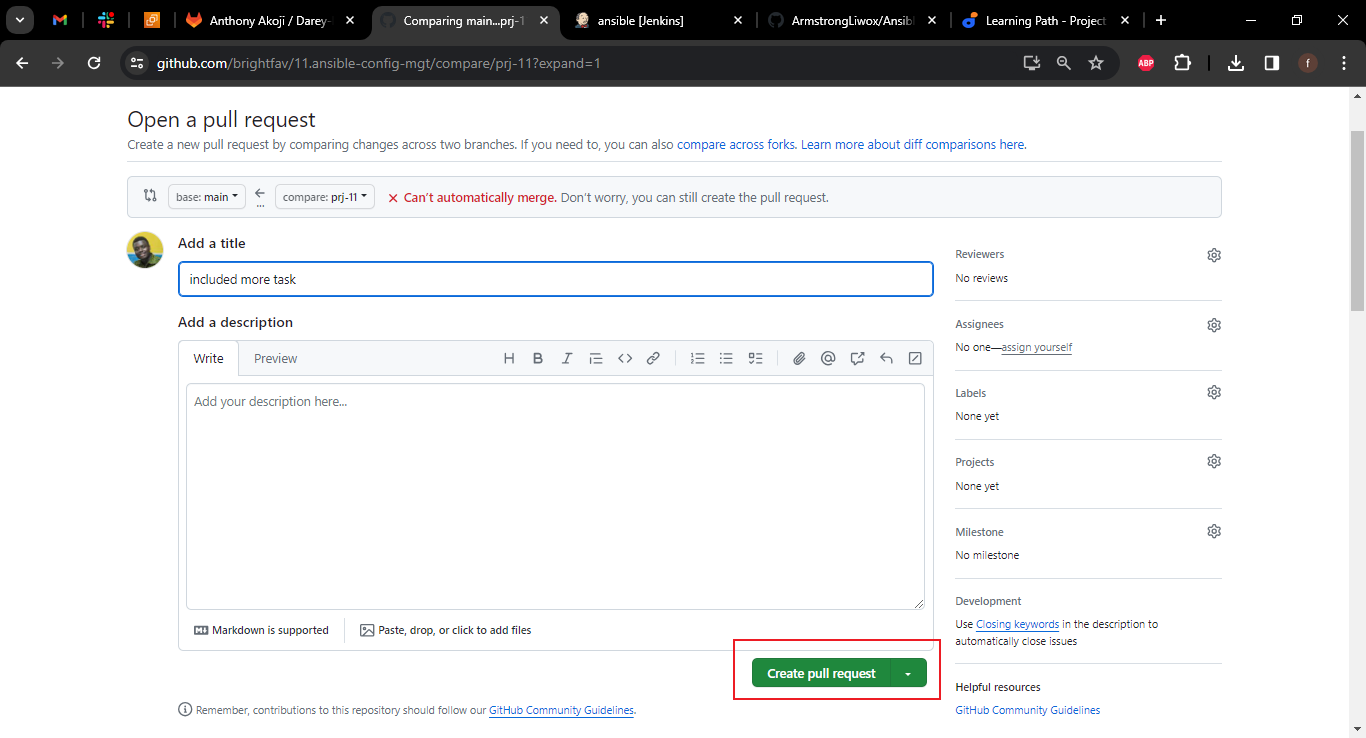 Anthony Akoji / Darey-
Comparing main...prj-1
ansible [Jenkins]
ArmstrongLiwox/Ansibl
Learning Path - Project
github.com/brightfav/11.ansible-config-mgt/compare/prj-11?expand=1
ABP
f
Open a pull request
Create a new pull request by comparing changes across two branches. If you need to, you can also compare across forks. Learn more about diff comparisons here.
base: main
compare: prj-11
Can't automatically merge. Don't worry, you can still create the pull request.
Add a title
included more task
Add a description
Write
Preview
Add your description here...
Markdown is supported
Paste, drop, or click to add files
Create pull request
Remember, contributions to this repository should follow our GitHub Community Guidelines.
Reviewers
No reviews
Assignees
No one—assign yourself
Labels
None yet
Projects
None yet
Milestone
No milestone
Development
Use Closing keywords in the description to
automatically close issues
Helpful resources
GitHub Community Guidelines